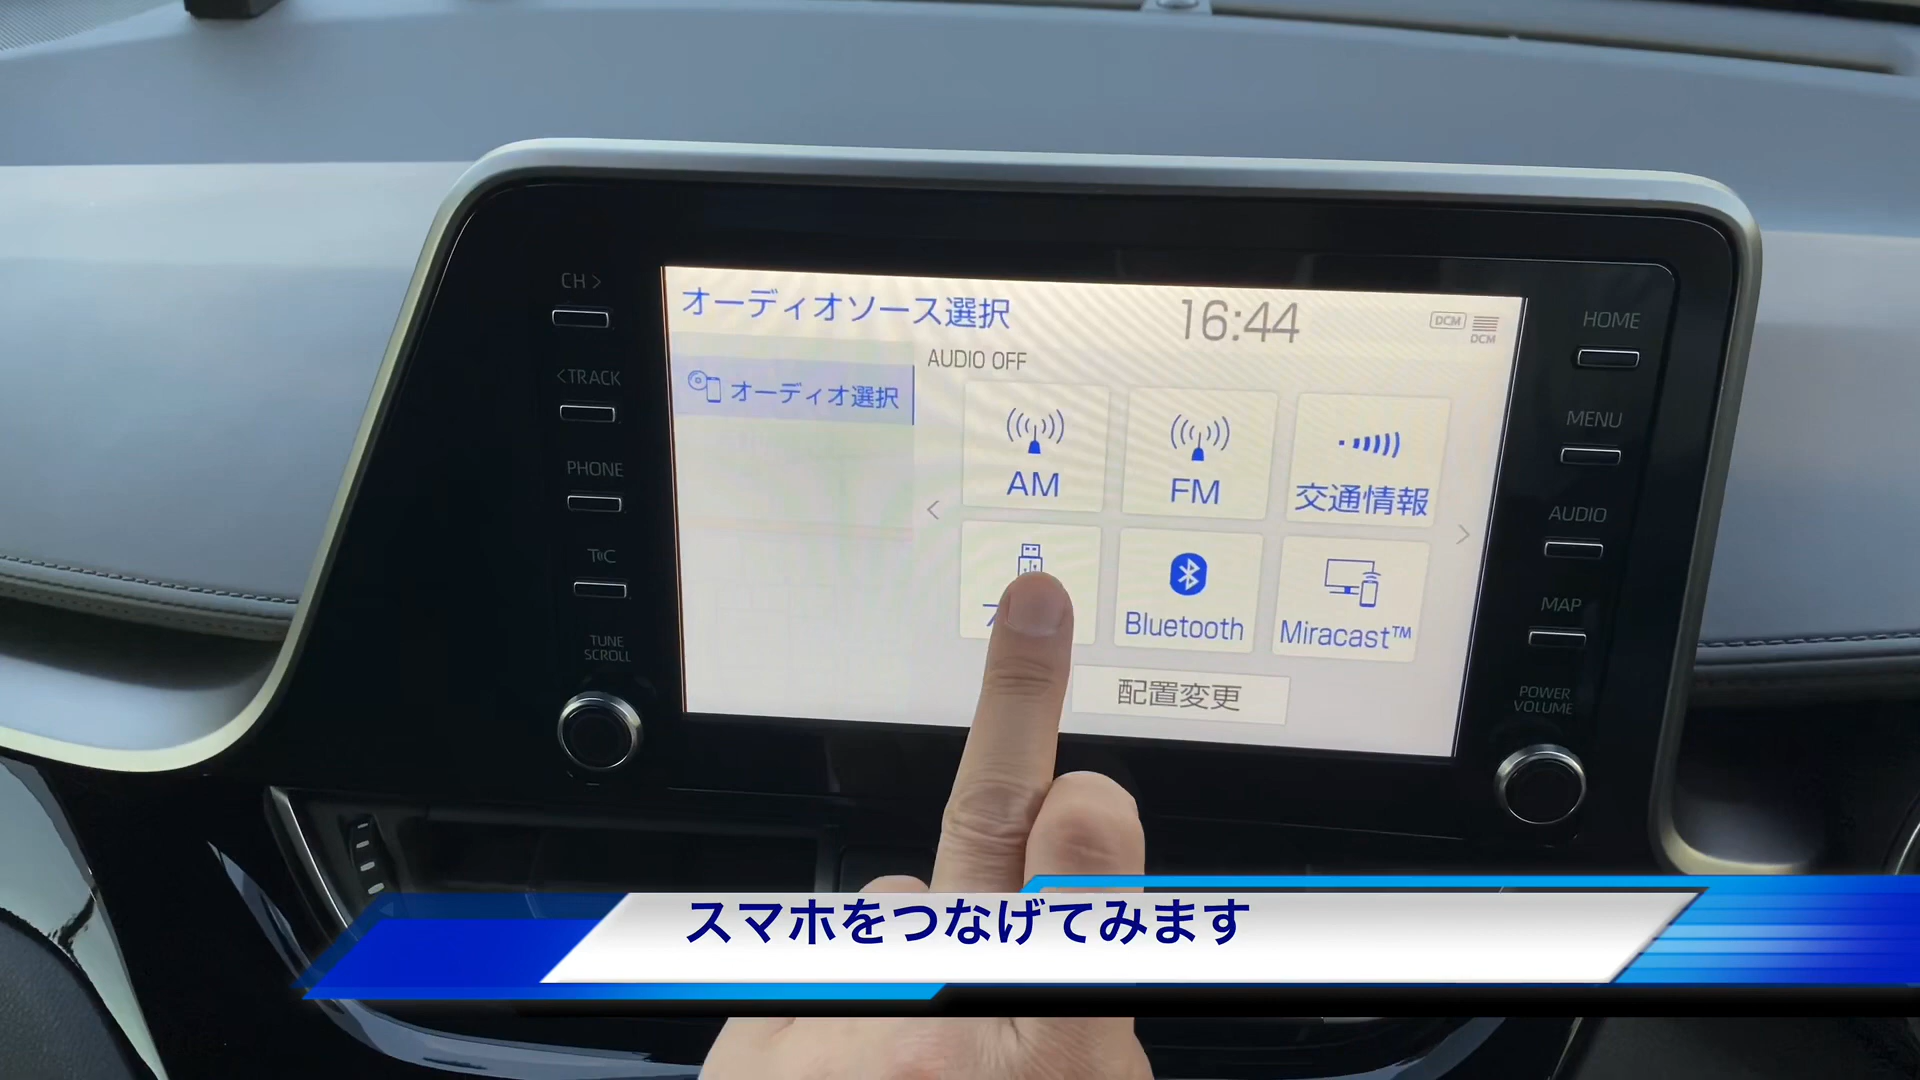 CH >
<TRACK
PHONE
TC
TUNE
SCROLL
オーディオソース選択
16:44
DCM
DCM
オーディオ選択
AUDIO OFF
AM
FM
交通情報
<
>
Bluetooth
Miracast™
配置変更
HOME
MENU
AUDIO
MAP
POWER
VOLUME
スマホをつなげてみます